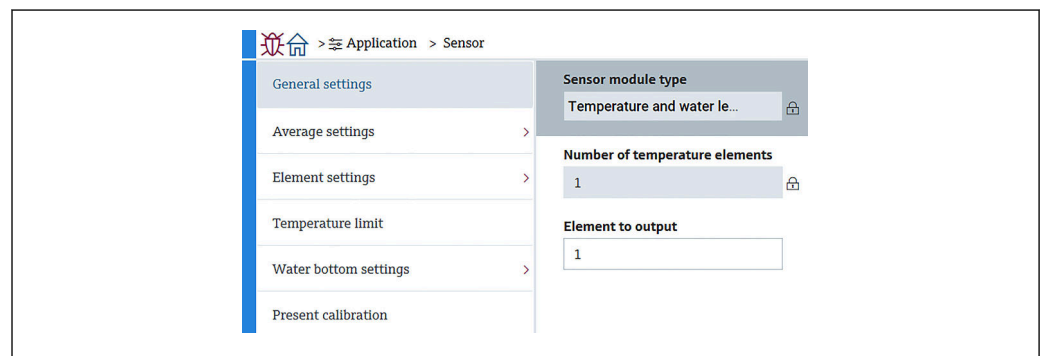 > Application > Sensor
General settings
Average settings
Element settings
Temperature limit
Water bottom settings
Present calibration
Sensor module type
Temperature and water le...
Number of temperature elements
1
Element to output
1